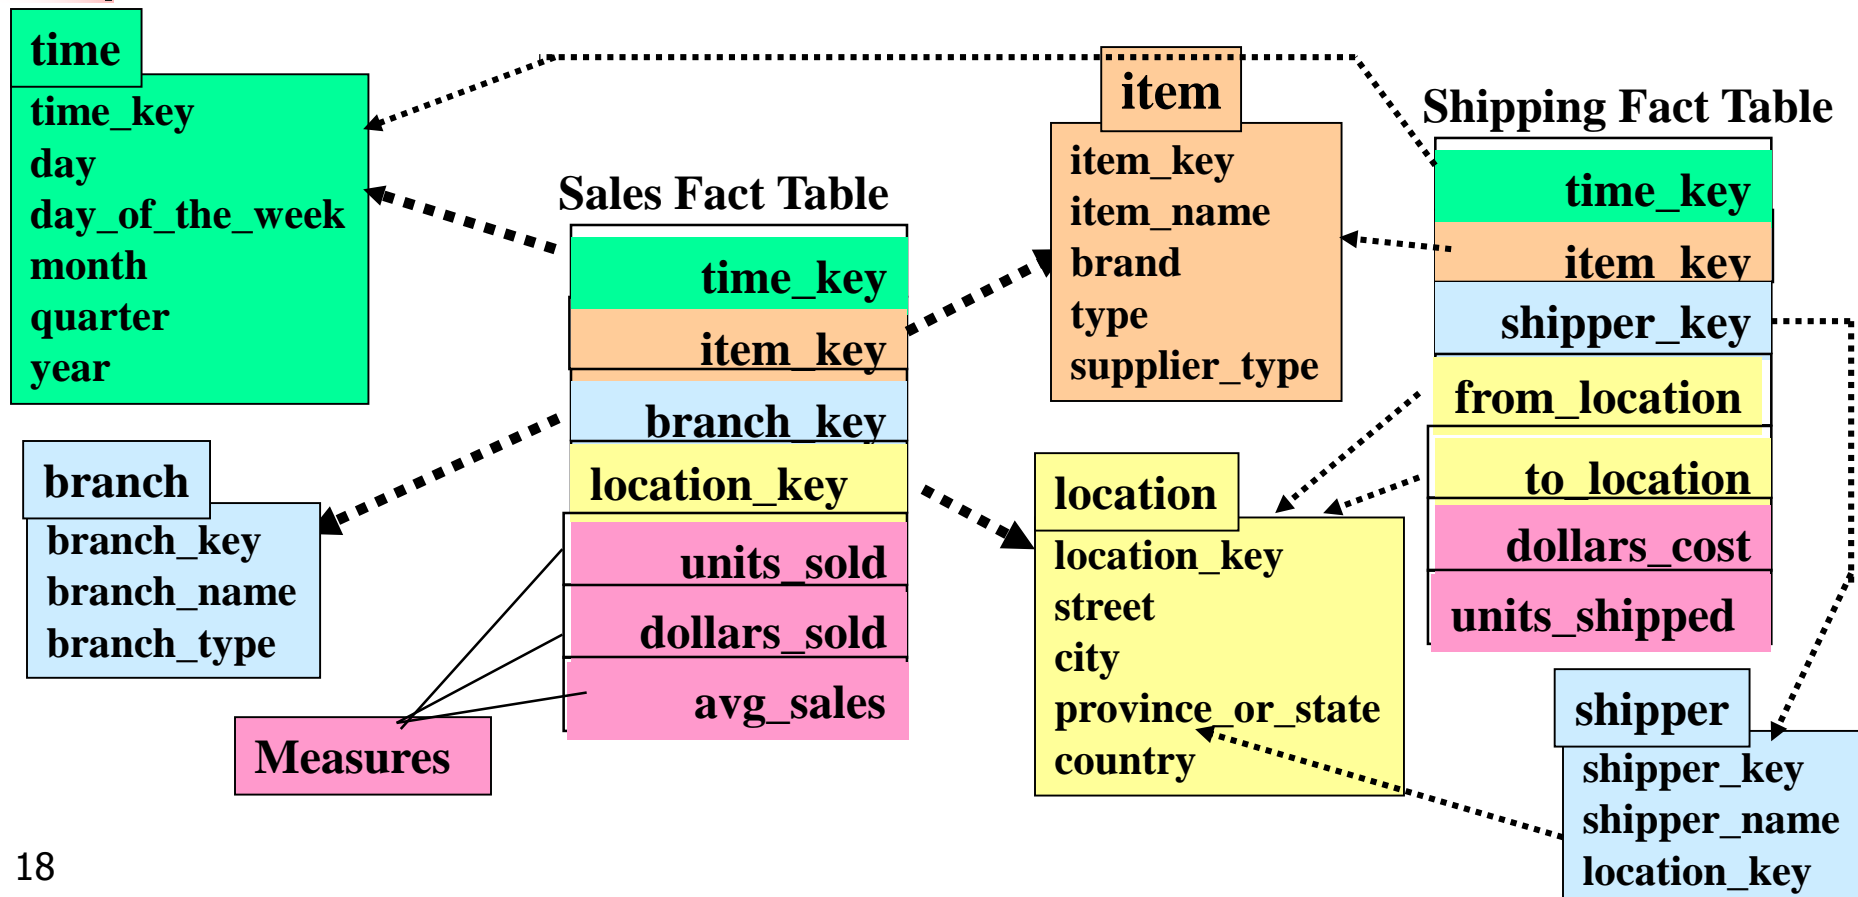 time
time_key
day
day_of_the_week
month
quarter
year
branch
branch_key
branch_name
branch_type
Measures
Sales Fact Table
time_key
item_key
branch_key
location_key
units_sold
dollars_sold
avg_sales
item
item_key
item_name
brand
type
supplier_type
location
location_key
street
city
province_or_state
country
Shipping Fact Table
time_key
item_key
shipper_key
from_location
to_location
dollars_cost
units_shipped
shipper
shipper_key
shipper_name
location_key
18